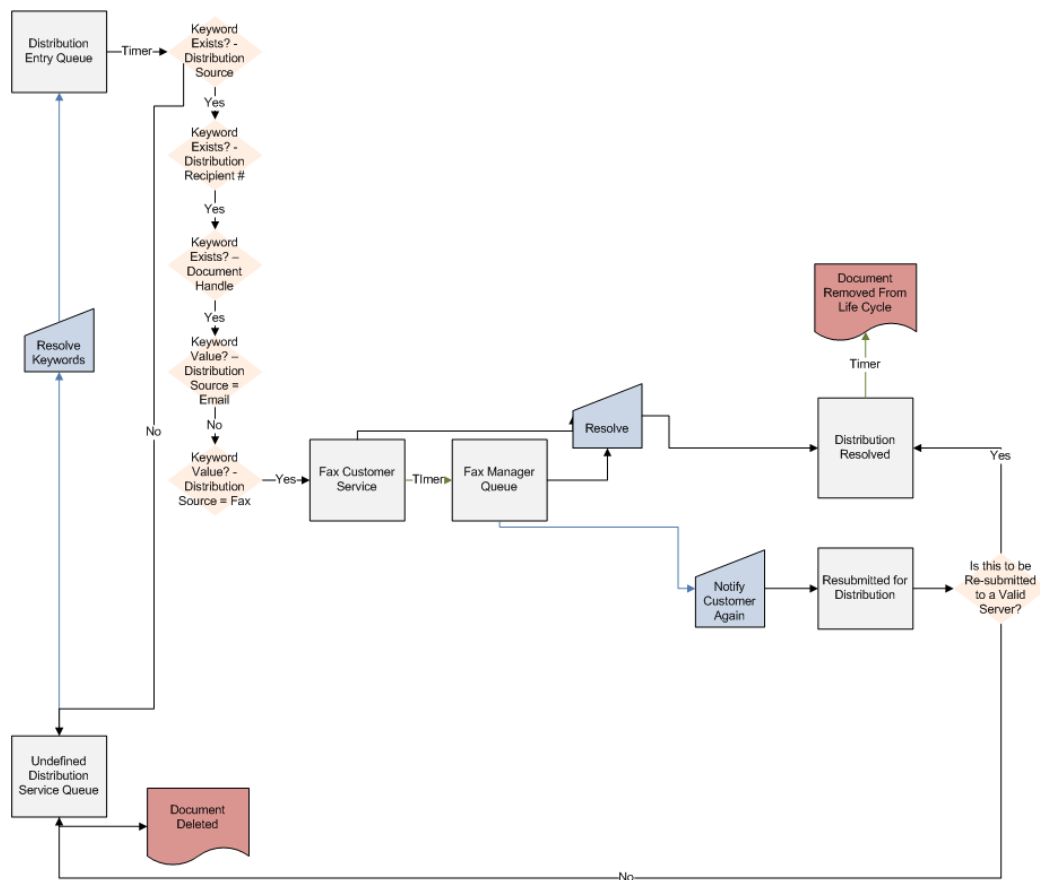 Distribution
Entry Queue
Timer
Keyword
Exists? -
Distribution
Source
Yes
Keyword
Exists? -
Distribution
Recipient #
Yes
Keyword
Exists? –
Document
Handle
Yes
Keyword
Value? –
Distribution
Source =
Email
No
Keyword
Value? -
Distribution
Source = Fax
Yes
Fax Customer
Service
TImer
Fax Manager
Queue
Resolve
Distribution
Resolved
Timer
Document
Removed From
Life Cycle
Notify
Customer
Again
Resubmitted for
Distribution
Is this to be
Re-submitted
to a Valid
Server?
Yes
No
Resolve
Keywords
No
Undefined
Distribution
Service Queue
Document
Deleted